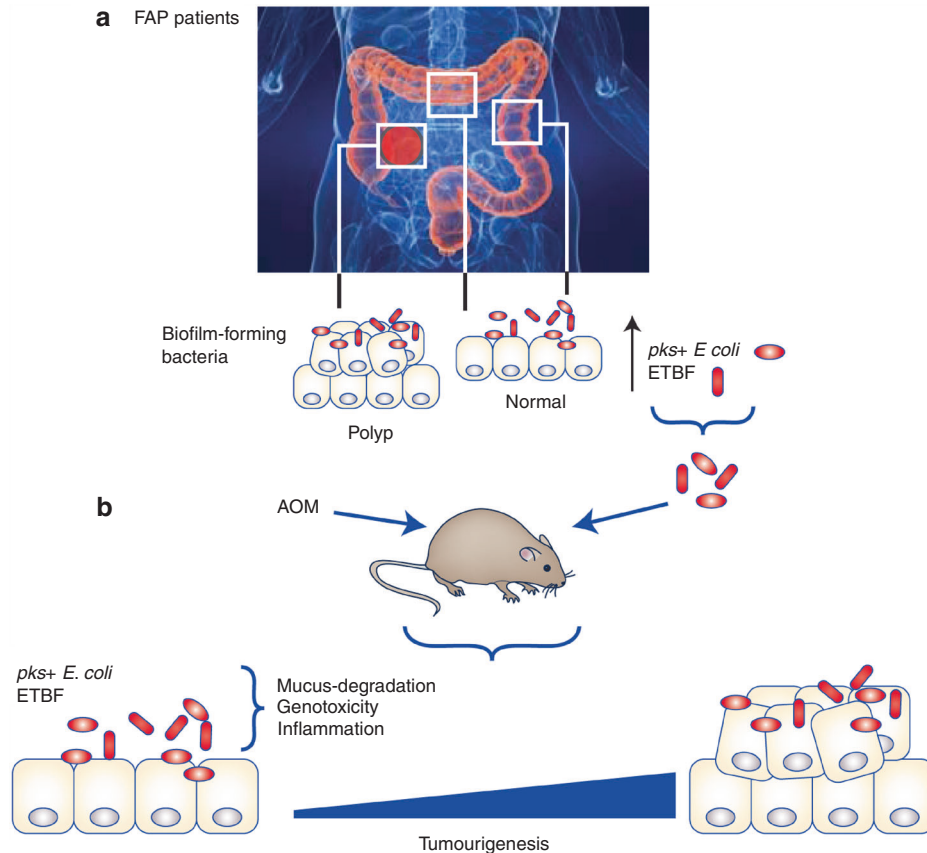 a FAP patients
Biofilm-forming
bacteria
Polyp
Normal
pks+ E coli
ETBF
b
AOM
pks+ E. coli
ETBF
Mucus-degradation
Genotoxicity
Inflammation
Tumourigenesis